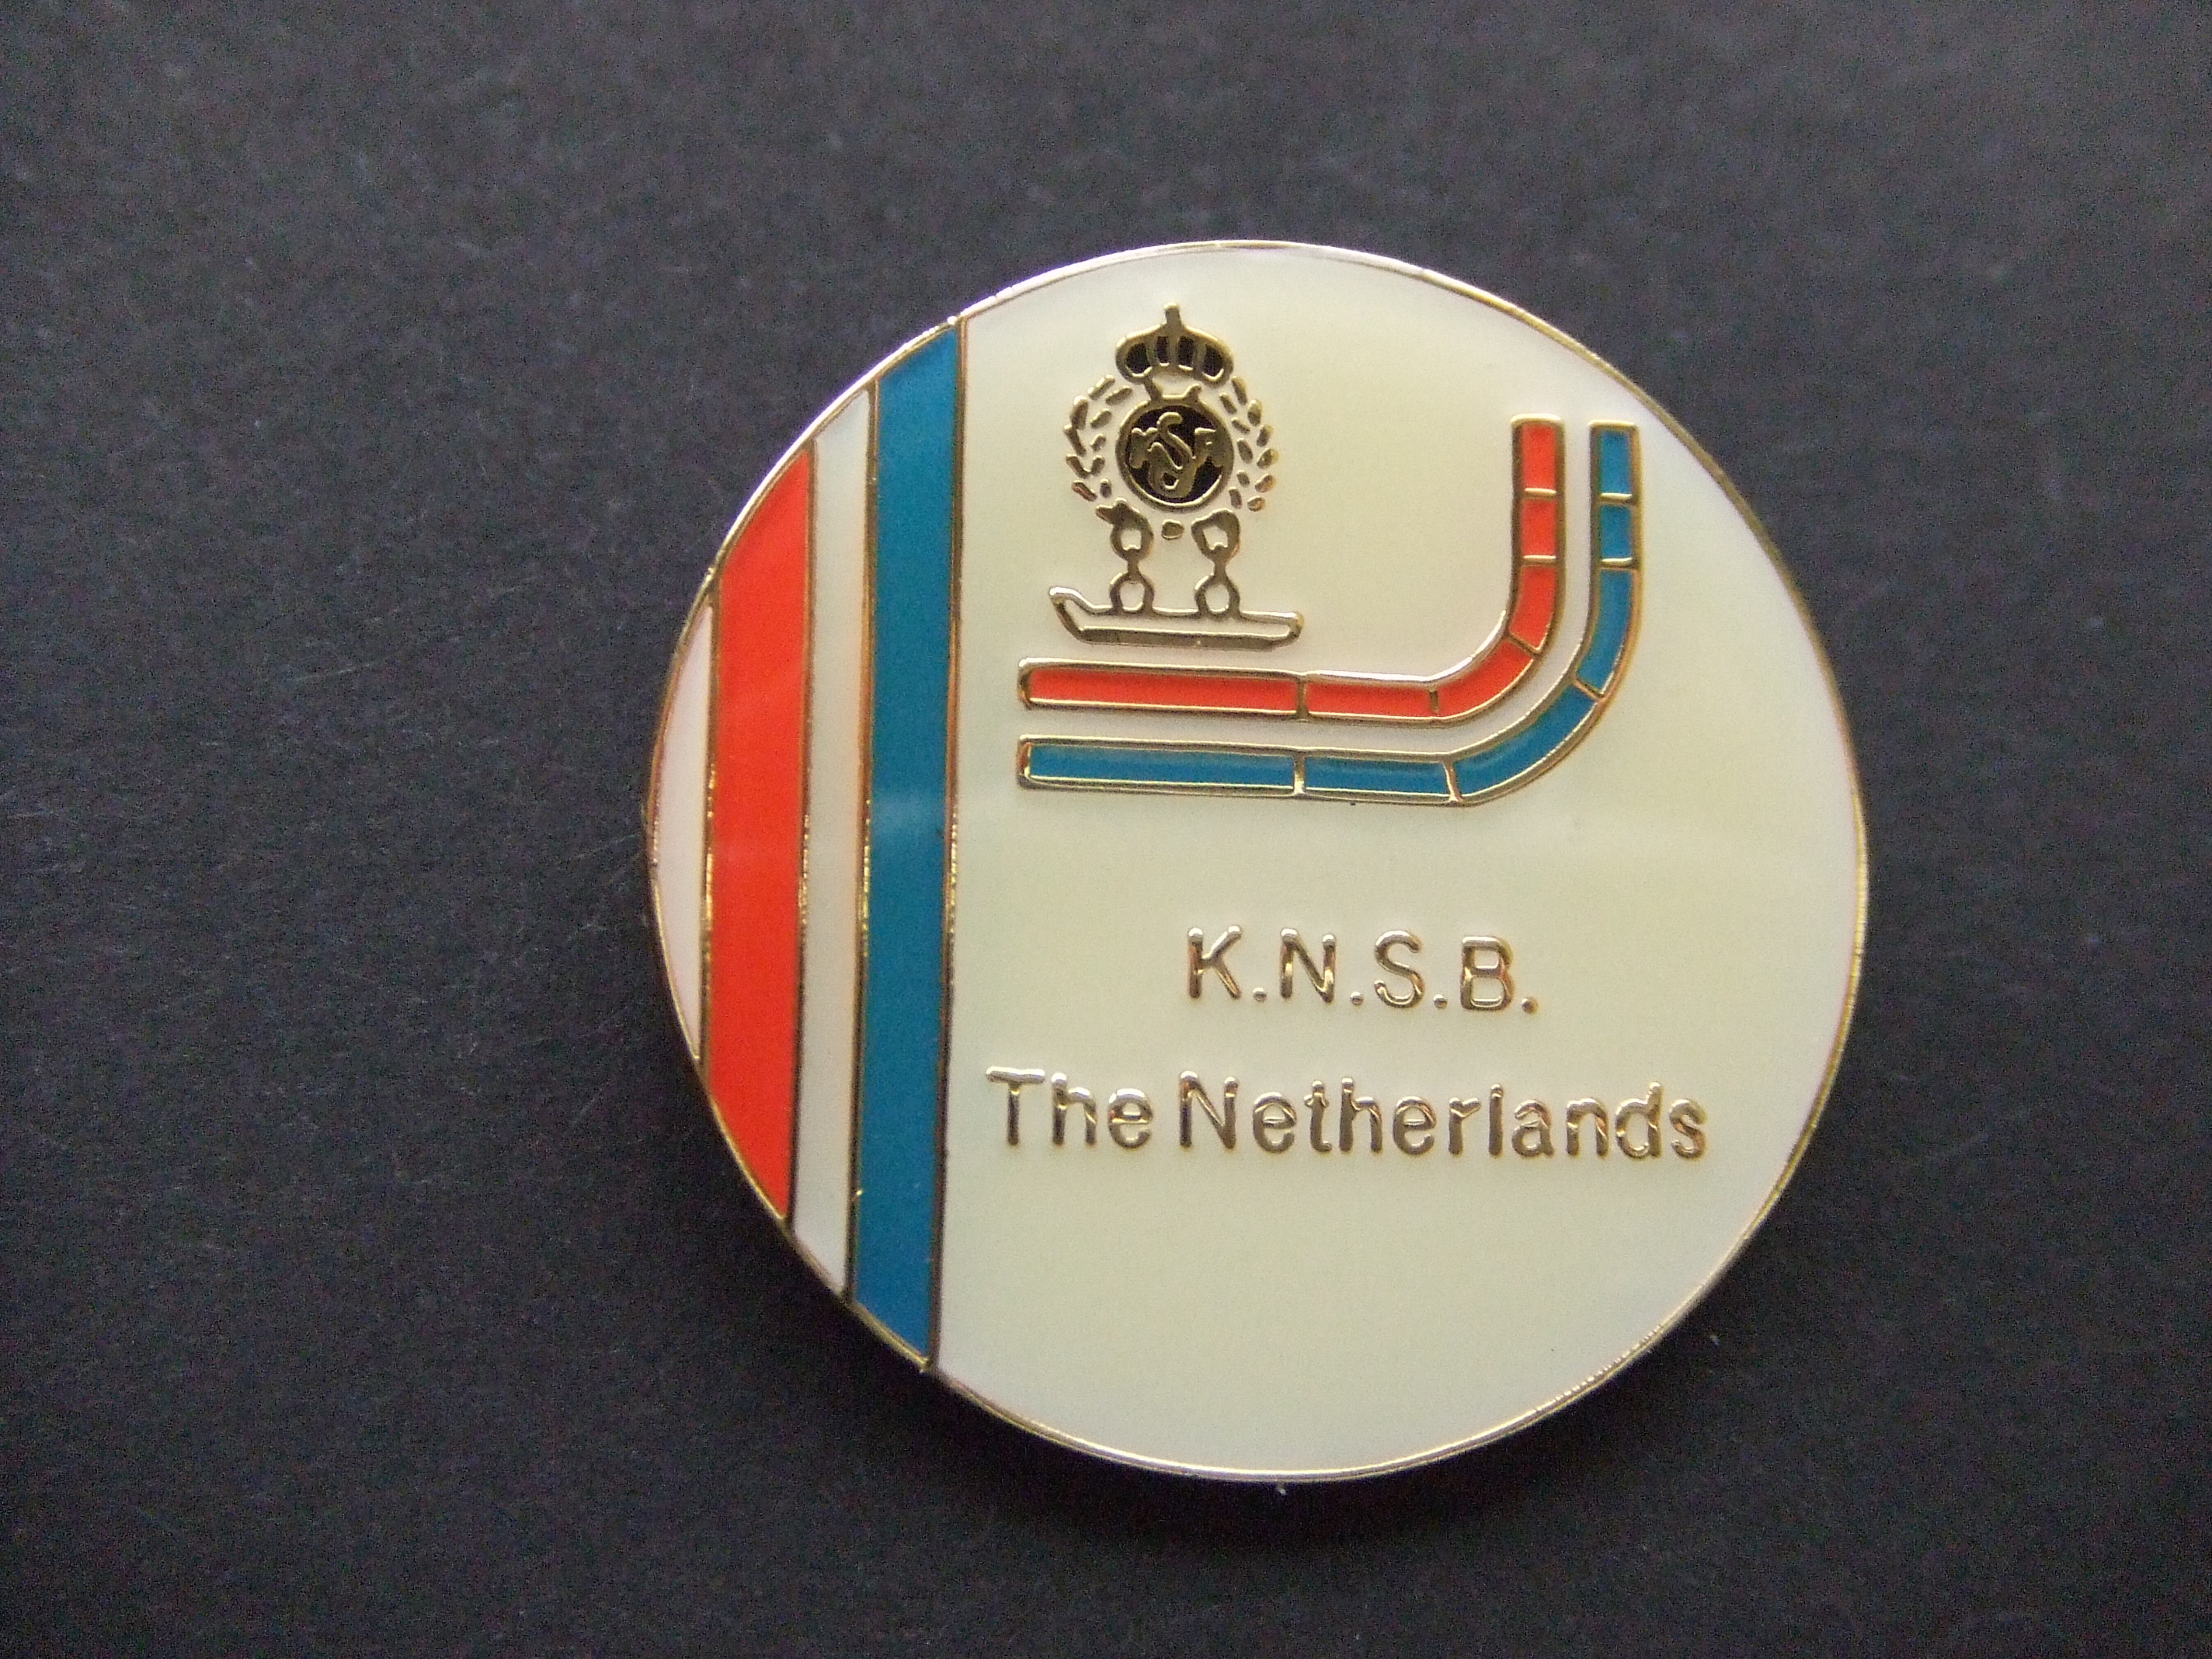 K.N.S.B.
The Netherlands